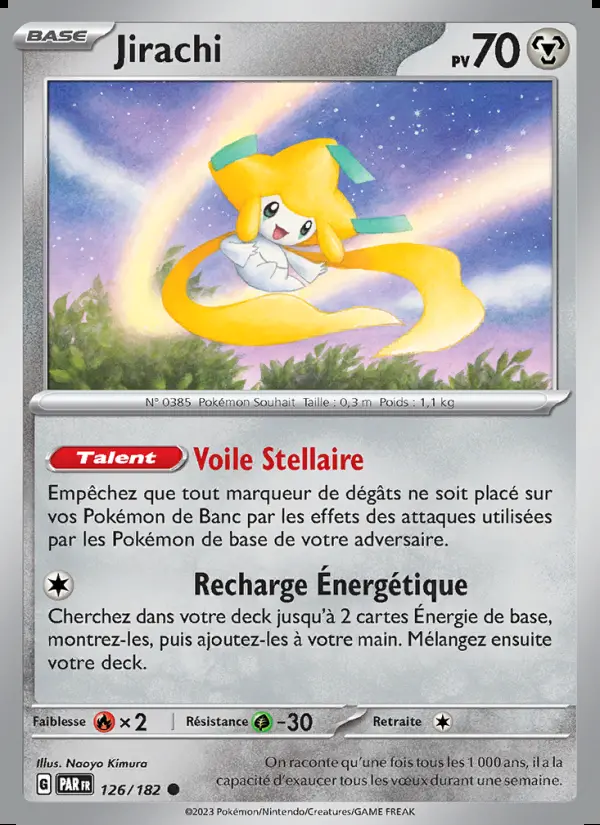 BASE Jirachi PV 70
N° 0385 Pokémon Souhait Taille : 0,3 m Poids : 1,1 kg
Talent Voile Stellaire
Empêchez que tout marqueur de dégâts ne soit placé sur
vos Pokémon de Banc par les effets des attaques utilisées
par les Pokémon de base de votre adversaire.
Recharge Énergétique
Cherchez dans votre deck jusqu'à 2 cartes Énergie de base,
montrez-les, puis ajoutez-les à votre main. Mélangez ensuite
votre deck.
Faiblesse ×2 Résistance -30 Retraite
Illus. Naoyo Kimura
G PAR FR 126/182
On raconte qu'une fois tous les 1 000 ans, il a la
capacité d'exaucer tous les vœux durant une semaine.
©2023 Pokémon/Nintendo/Creatures/GAME FREAK